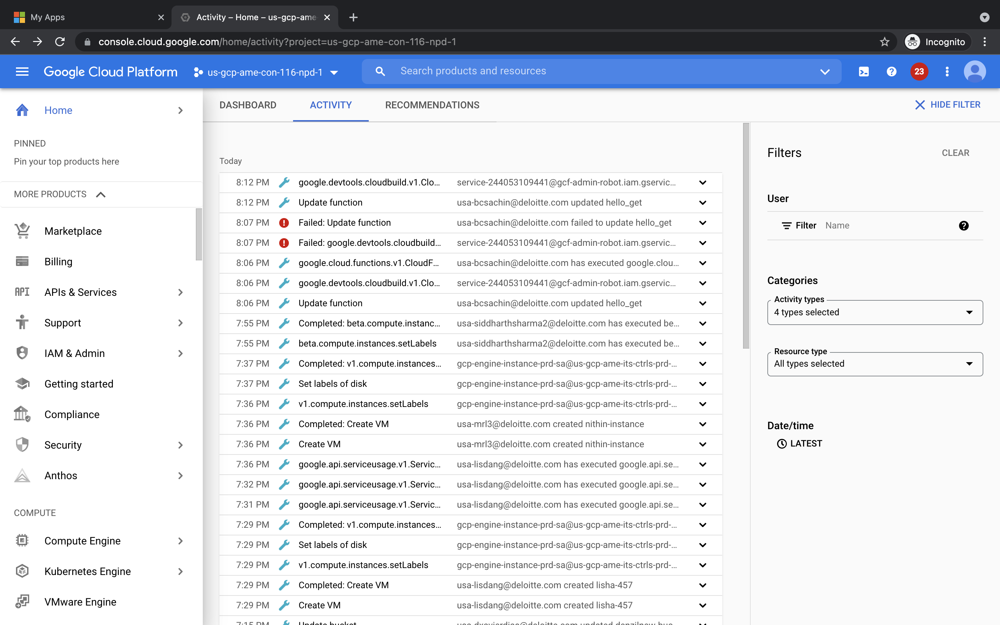 My Apps
Activity – Home – us-gcp-ame
console.cloud.google.com/home/activity?project=us-gcp-ame-con-116-npd-1
Incognito
Google Cloud Platform
us-gcp-ame-con-116-npd-1
Search products and resources
23
Home
PINNED
Pin your top products here
MORE PRODUCTS
Marketplace
Billing
API
APIs & Services
Support
IAM & Admin
Getting started
Compliance
Security
Anthos
COMPUTE
Compute Engine
Kubernetes Engine
VMware Engine
DASHBOARD
ACTIVITY
RECOMMENDATIONS
HIDE FILTER
Today
8:12 PM google.devtools.cloudbuild.v1.Clo... service-244053109441@gcf-admin-robot.iam.gservic...
8:12 PM Update function usa-bcsachin@deloitte.com updated hello_get
8:07 PM Failed: Update function usa-bcsachin@deloitte.com failed to update hello_get
8:07 PM Failed: google.devtools.cloudbuild... service-244053109441@gcf-admin-robot.iam.gservic...
8:06 PM google.cloud.functions.v1.CloudF... usa-bcsachin@deloitte.com has executed google.clou...
8:06 PM google.devtools.cloudbuild.v1.Clo... service-244053109441@gcf-admin-robot.iam.gservic...
8:06 PM Update function usa-bcsachin@deloitte.com updated hello_get
7:55 PM Completed: beta.compute.instanc... usa-siddharthsharma2@deloitte.com has executed be...
7:55 PM beta.compute.instances.setLabels usa-siddharthsharma2@deloitte.com has executed be...
7:37 PM Completed: v1.compute.instances... gcp-engine-instance-prd-sa@us-gcp-ame-its-ctrls-prd-...
7:37 PM Set labels of disk gcp-engine-instance-prd-sa@us-gcp-ame-its-ctrls-prd-...
7:36 PM v1.compute.instances.setLabels gcp-engine-instance-prd-sa@us-gcp-ame-its-ctrls-prd-...
7:36 PM Completed: Create VM usa-mrl3@deloitte.com created nithin-instance
7:36 PM Create VM usa-mrl3@deloitte.com created nithin-instance
7:36 PM google.api.serviceusage.v1.Servic... usa-lisdang@deloitte.com has executed google.api.se...
7:32 PM google.api.serviceusage.v1.Servic... usa-lisdang@deloitte.com has executed google.api.se...
7:31 PM google.api.serviceusage.v1.Servic... usa-lisdang@deloitte.com has executed google.api.se...
7:29 PM Completed: v1.compute.instances... gcp-engine-instance-prd-sa@us-gcp-ame-its-ctrls-prd-...
7:29 PM Set labels of disk gcp-engine-instance-prd-sa@us-gcp-ame-its-ctrls-prd-...
7:29 PM v1.compute.instances.setLabels gcp-engine-instance-prd-sa@us-gcp-ame-its-ctrls-prd-...
7:29 PM Completed: Create VM usa-lisdang@deloitte.com created lisha-457
7:29 PM Create VM usa-lisdang@deloitte.com created lisha-457
7:15 PM Update bucket
Filters
CLEAR
User
Filter Name
Categories
Activity types
4 types selected
Resource type
All types selected
Date/time
LATEST